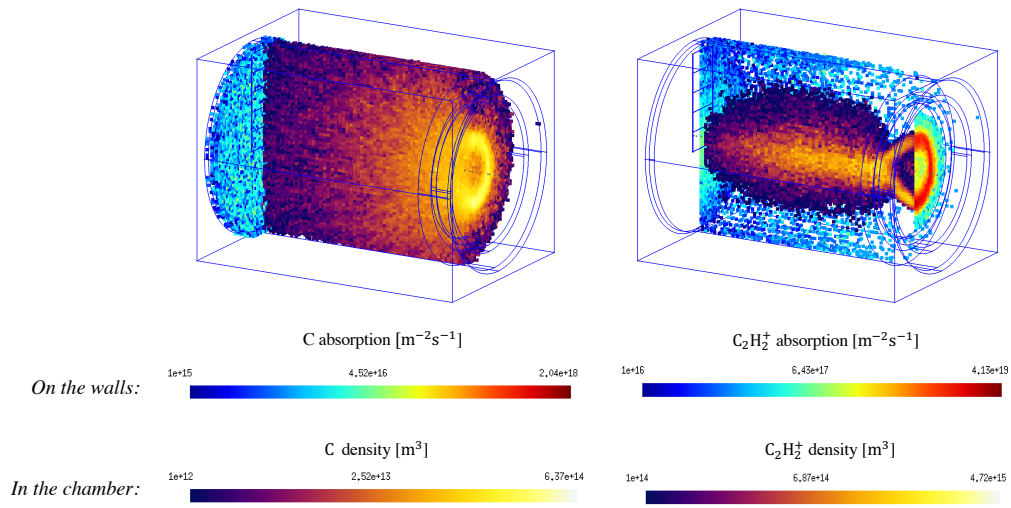 C absorption [m⁻²s⁻¹]
C₂H₂⁺ absorption [m⁻²s⁻¹]
On the walls:
1e+15 4.52e+16 2.04e+18
1e+16 6.43e+17 4.13e+19
C density [m³]
C₂H₂⁺ density [m³]
In the chamber:
1e+12 2.52e+13 6.37e+14
1e+14 6.87e+14 4.72e+15